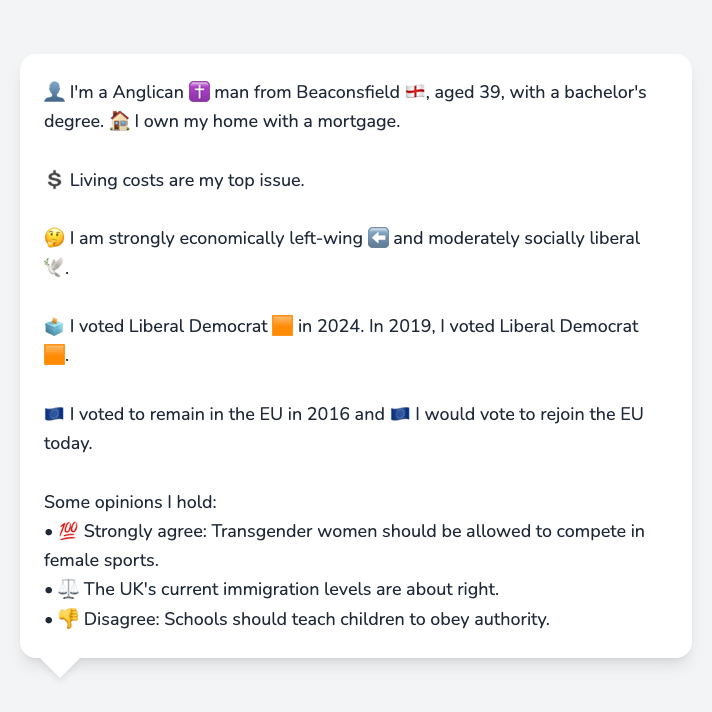 👤 I'm a Anglican ✝️ man from Beaconsfield 🏴󠁧󠁢󠁥󠁮󠁧󠁿, aged 39, with a bachelor's
degree. 🏠 I own my home with a mortgage.
💲 Living costs are my top issue.
🤔 I am strongly economically left-wing ⬅️ and moderately socially liberal
🕊️.
🗳️ I voted Liberal Democrat 🟧 in 2024. In 2019, I voted Liberal Democrat
🟧.
🇪🇺 I voted to remain in the EU in 2016 and 🇪🇺 I would vote to rejoin the EU
today.
Some opinions I hold:
• 💯 Strongly agree: Transgender women should be allowed to compete in
female sports.
• ⚖️ The UK's current immigration levels are about right.
• 👎 Disagree: Schools should teach children to obey authority.